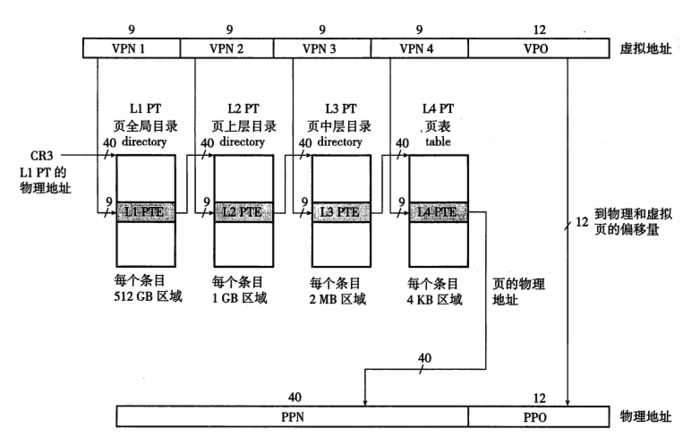 9 9 9 9 12
VPN 1 VPN 2 VPN 3 VPN 4 VPO 虚拟地址
L1 PT L2 PT L3 PT L4 PT
页全局目录 页上层目录 页中层目录 页表
40 directory 40 directory 40 directory 40 table
CR3
L1 PT 的
物理地址
9 L1 PTE 9 L2 PTE 9 L3 PTE 9 L4 PTE
12 到物理和虚拟
页的偏移量
每个条目 每个条目 每个条目 每个条目 页的物理
512 GB 区域 1 GB 区域 2 MB 区域 4 KB 区域 地址
40
40 12
PPN PPO 物理地址